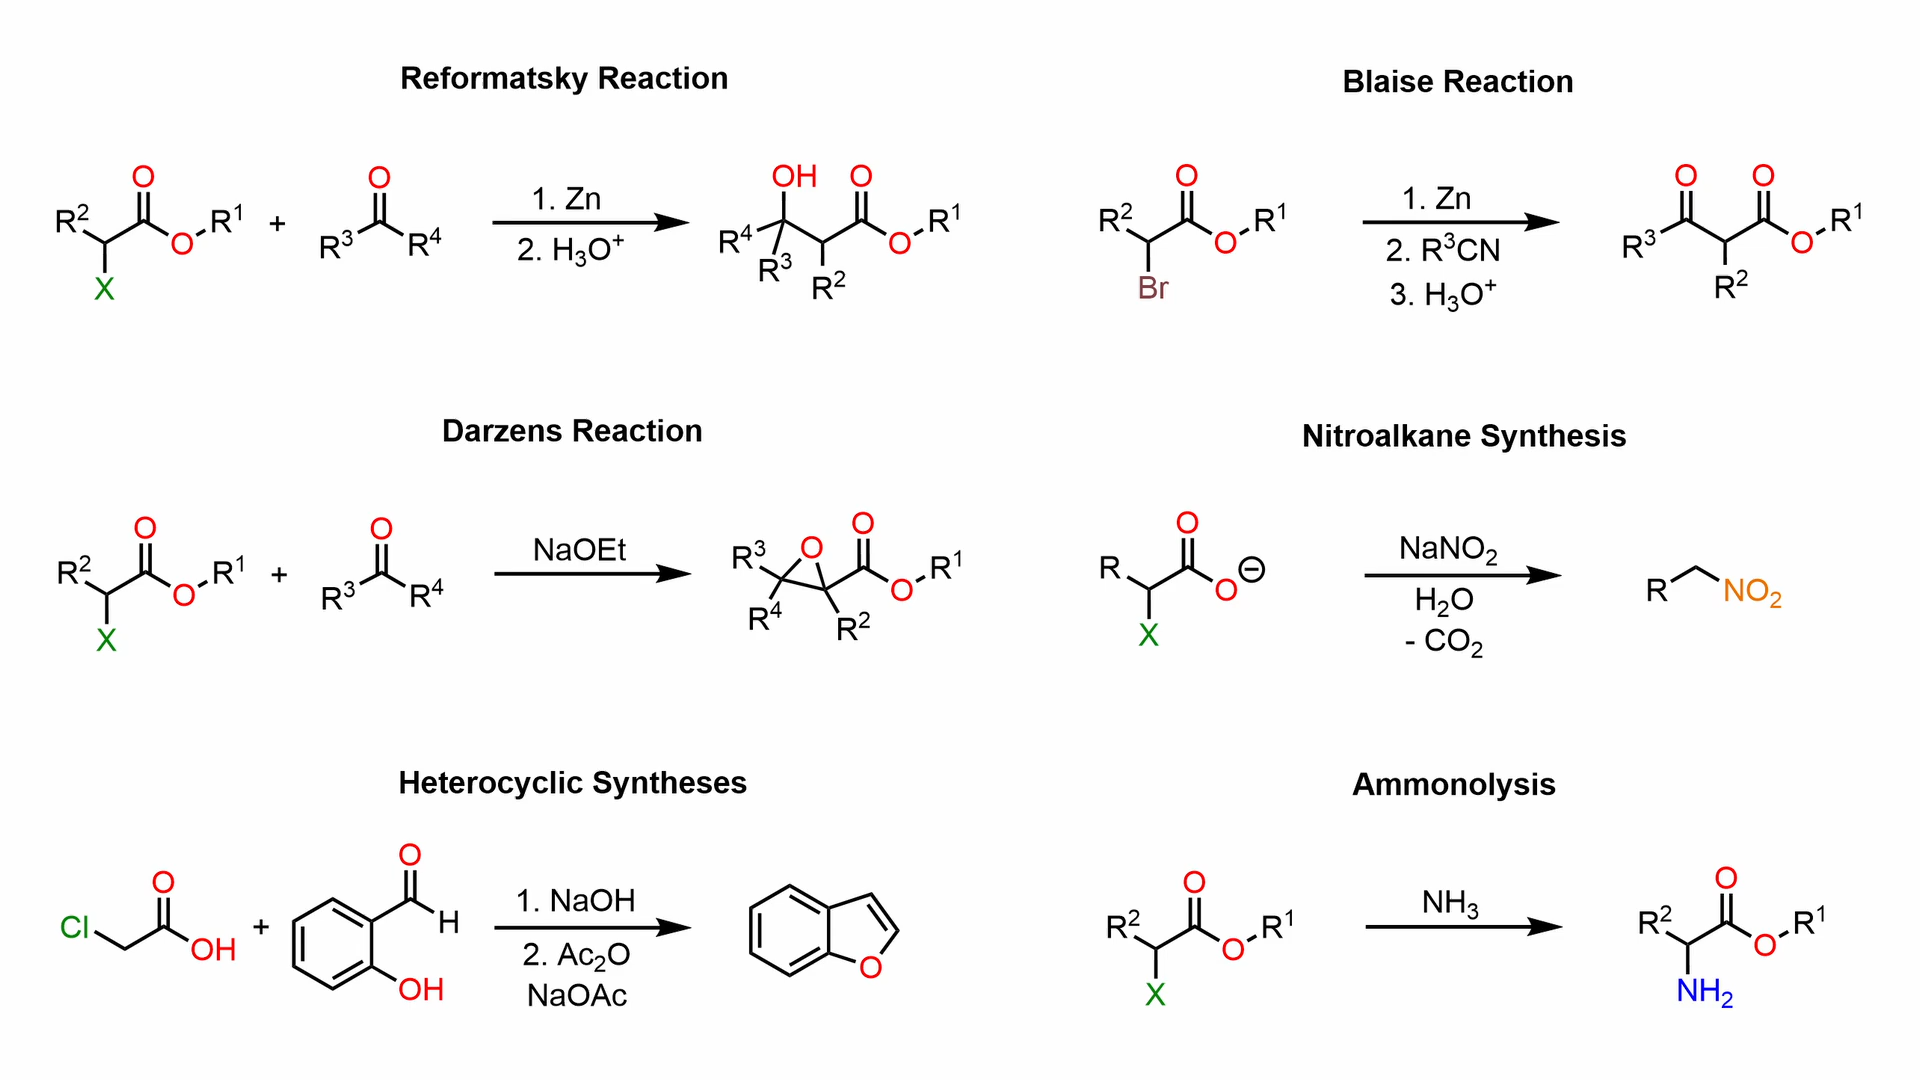 Reformatsky Reaction
R² O O R¹ X + O R³ R⁴
1. Zn
2. H₃O⁺
OH O R⁴ R³ R² O R¹
Blaise Reaction
R² O O R¹ Br
1. Zn
2. R³CN
3. H₃O⁺
O O R³ R² O R¹
Darzens Reaction
R² O O R¹ X + O R³ R⁴
NaOEt
R³ O O R⁴ R² O R¹
Nitroalkane Synthesis
R O O⊖ X
NaNO₂
H₂O
- CO₂
R NO₂
Heterocyclic Syntheses
Cl O OH + O H OH
1. NaOH
2. Ac₂O
NaOAc
O
Ammonolysis
R² O O R¹ X
NH₃
R² O O R¹ NH₂